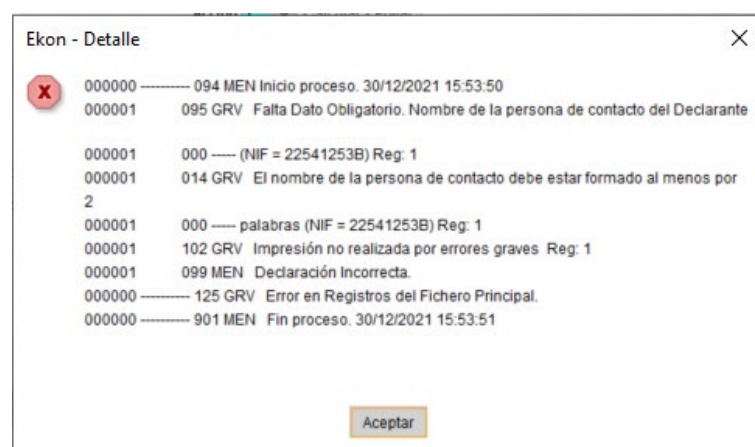 Ekon - Detalle
000000 ---------- 094 MEN Inicio proceso. 30/12/2021 15:53:50
000001 095 GRV Falta Dato Obligatorio. Nombre de la persona de contacto del Declarante
000001 000 ----- (NIF = 22541253B) Reg: 1
000001 014 GRV El nombre de la persona de contacto debe estar formado al menos por
2
000001 000 ----- palabras (NIF = 22541253B) Reg: 1
000001 102 GRV Impresión no realizada por errores graves Reg: 1
000001 099 MEN Declaración Incorrecta.
000000 ---------- 125 GRV Error en Registros del Fichero Principal.
000000 ---------- 901 MEN Fin proceso. 30/12/2021 15:53:51
Aceptar